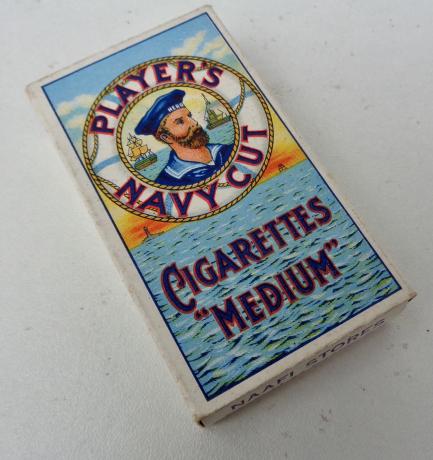 PLAYER'S
HERO
NAVY CUT
CIGARETTES
"MEDIUM"
NAAFI STORES